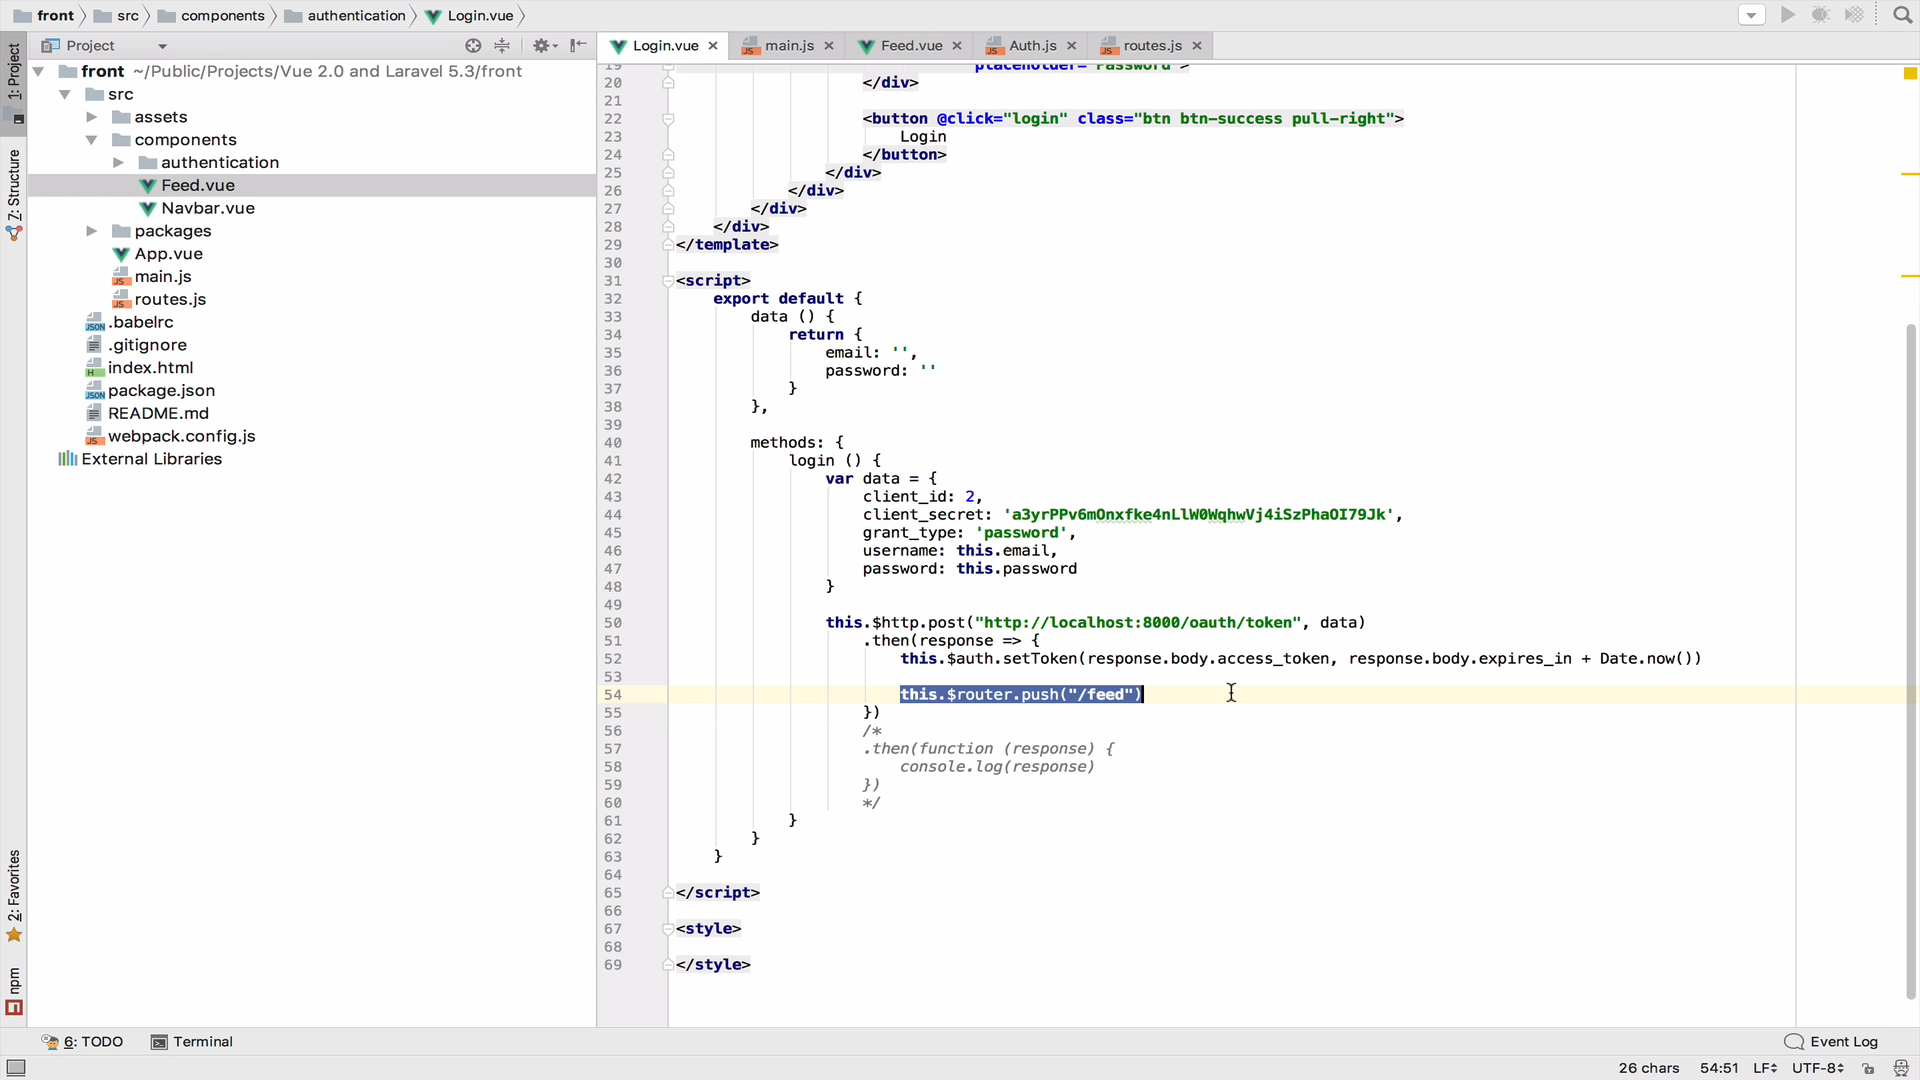 front src components authentication Login.vue
1: Project
7: Structure
2: Favorites
npm
Project
front ~/Public/Projects/Vue 2.0 and Laravel 5.3/front
src
assets
components
authentication
Feed.vue
Navbar.vue
packages
App.vue
main.js
routes.js
.babelrc
.gitignore
index.html
package.json
README.md
webpack.config.js
External Libraries
Login.vue main.js Feed.vue Auth.js routes.js
19 placeholder="Password">
20 </div>
21
22 <button @click="login" class="btn btn-success pull-right">
23 Login
24 </button>
25 </div>
26 </div>
27 </div>
28 </div>
29 </template>
30
31 <script>
32 export default {
33 data () {
34 return {
35 email: '',
36 password: ''
37 }
38 },
39
40 methods: {
41 login () {
42 var data = {
43 client_id: 2,
44 client_secret: 'a3yrPPv6mOnxfke4nLlW0WqhwVj4iSzPhaOI79Jk',
45 grant_type: 'password',
46 username: this.email,
47 password: this.password
48 }
49
50 this.$http.post("http://localhost:8000/oauth/token", data)
51 .then(response => {
52 this.$auth.setToken(response.body.access_token, response.body.expires_in + Date.now())
53
54 this.$router.push("/feed")
55 })
56 /*
57 .then(function (response) {
58 console.log(response)
59 })
60 */
61 }
62 }
63 }
64
65 </script>
66
67 <style>
68
69 </style>
6: TODO Terminal Event Log
26 chars 54:51 LF UTF-8